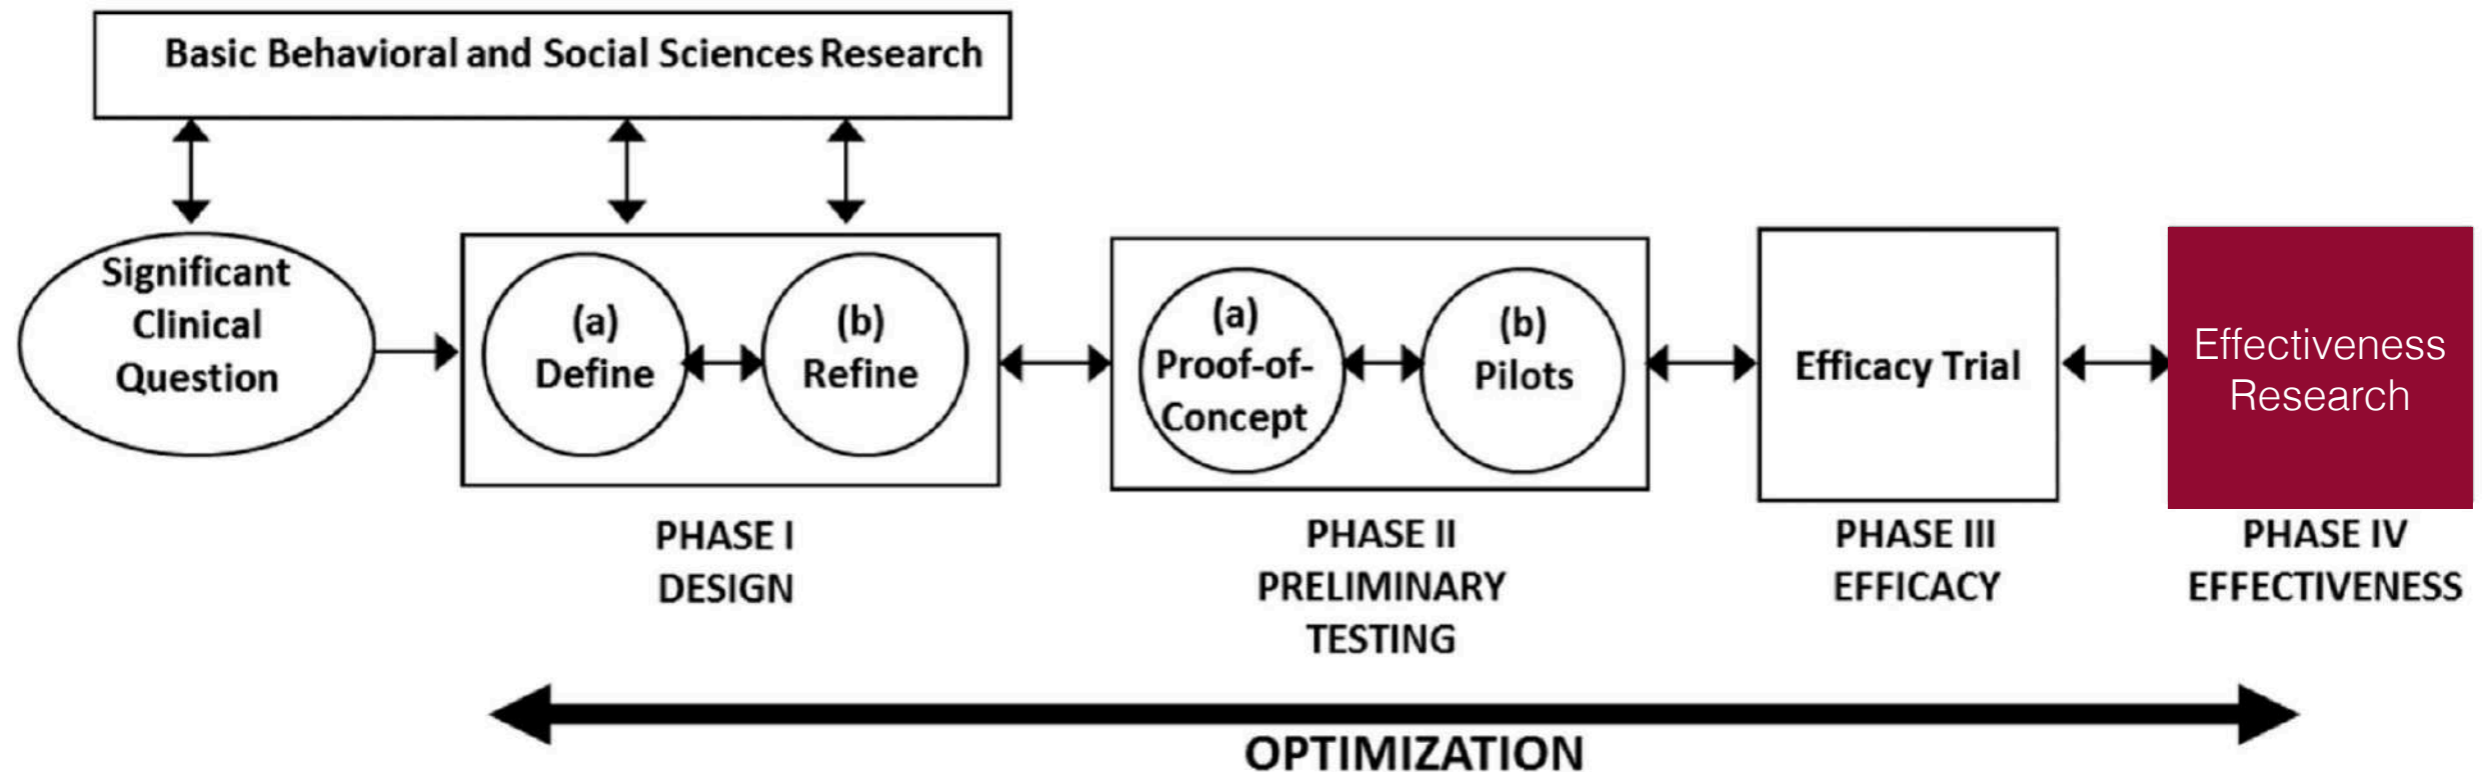 Basic Behavioral and Social Sciences Research
Significant
Clinical
Question
(a)
Define
(b)
Refine
(a)
Proof-of-
Concept
(b)
Pilots
Efficacy Trial
Effectiveness
Research
PHASE I
DESIGN
PHASE II
PRELIMINARY
TESTING
PHASE III
EFFICACY
PHASE IV
EFFECTIVENESS
OPTIMIZATION